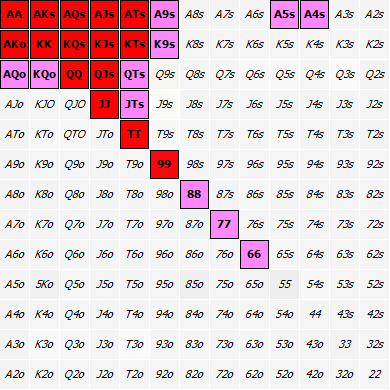 AA AKs AQs AJs ATs A9s A8s A7s A6s A5s A4s A3s A2s
AKo KK KQs KJs KTs K9s K8s K7s K6s K5s K4s K3s K2s
AQo KQo QQ QJs QTs Q9s Q8s Q7s Q6s Q5s Q4s Q3s Q2s
AJo KJO QJO JJ JTs J9s J8s J7s J6s J5s J4s J3s J2s
ATo KTo QTO JTo TT T9s T8s T7s T6s T5s T4s T3s T2s
A9o K9o Q9o J9o T9o 99 98s 97s 96s 95s 94s 93s 92s
A8o K8o Q8o J8o T8o 98o 88 87s 86s 85s 84s 83s 82s
A7o K7o Q7o J7o T7o 97o 87o 77 76s 75s 74s 73s 72s
A6o K6o Q6o J6o T6o 96o 86o 76o 66 65s 64s 63s 62s
A5o 5Ko Q5o J5o T5o 95o 85o 75o 65o 55 54s 53s 52s
A4o K4o Q4o J4o T4o 94o 84o 74o 64o 54o 44 43s 42s
A3o K3o Q3o J3o T3o 93o 83o 73o 63o 53o 43o 33 32s
A2o K2o Q2o J2o T2o 92o 82o 72o 62o 52o 42o 32o 22